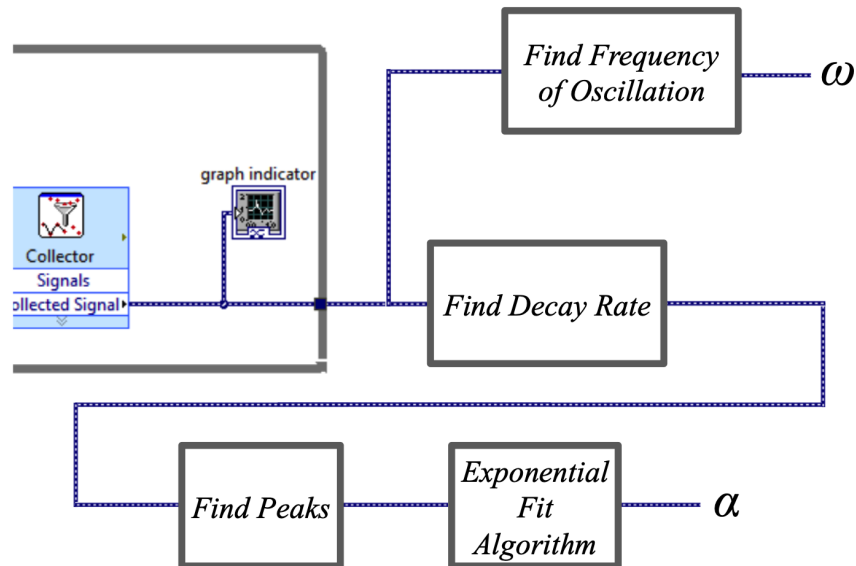 Find Frequency
of Oscillation
ω
graph indicator
Collector
Signals
ollected Signal
Find Decay Rate
Find Peaks
Exponential
Fit
Algorithm
α